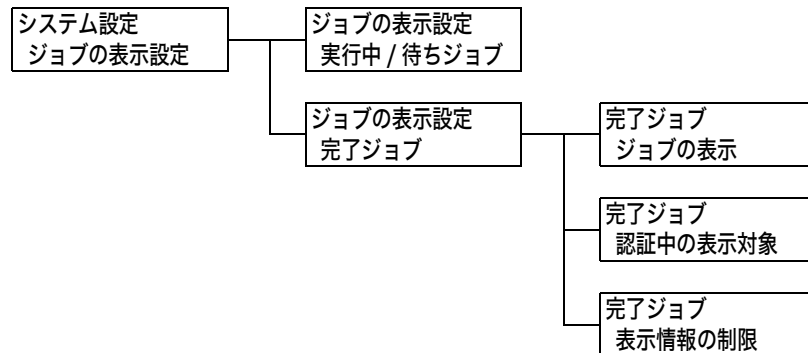 システム設定
ジョブの表示設定
ジョブの表示設定
実行中 / 待ちジョブ
ジョブの表示設定
完了ジョブ
完了ジョブ
ジョブの表示
完了ジョブ
認証中の表示対象
完了ジョブ
表示情報の制限